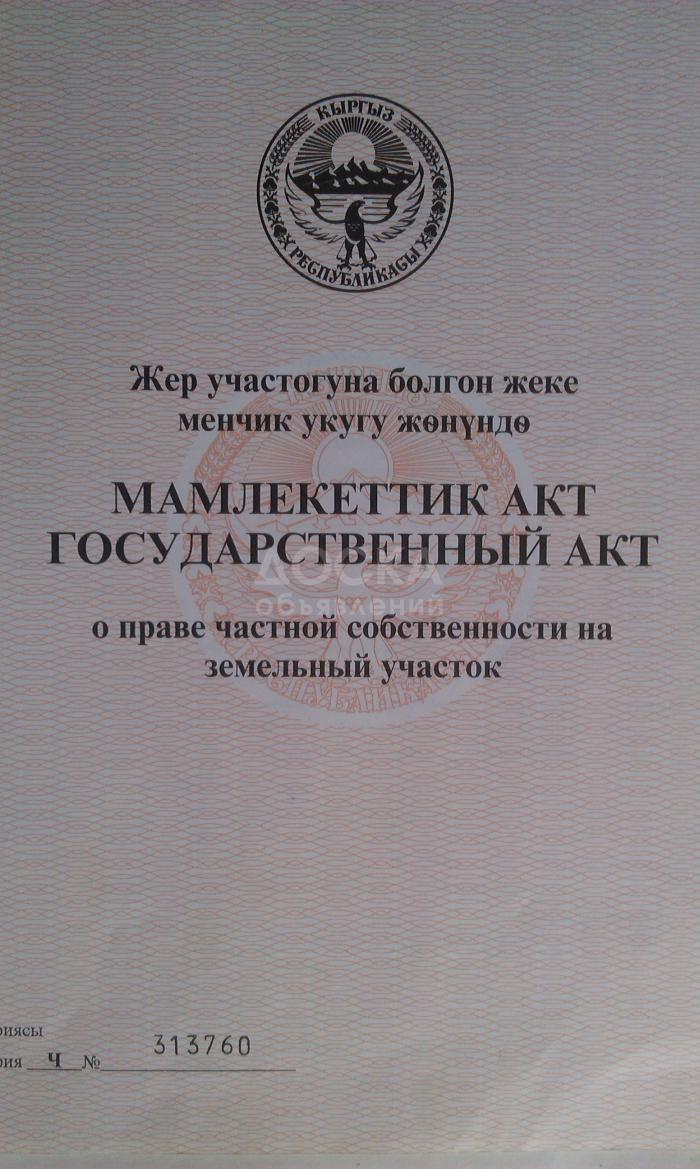 КЫРГЫЗ
РЕСПУБЛИКАСЫ
Жер участогуна болгон жеке
менчик укугу жөнүндө
МАМЛЕКЕТТИК АКТ
ГОСУДАРСТВЕННЫЙ АКТ
ДОСКА
объявлений
о праве частной собственности на
земельный участок
риясы
рия Ч № 313760